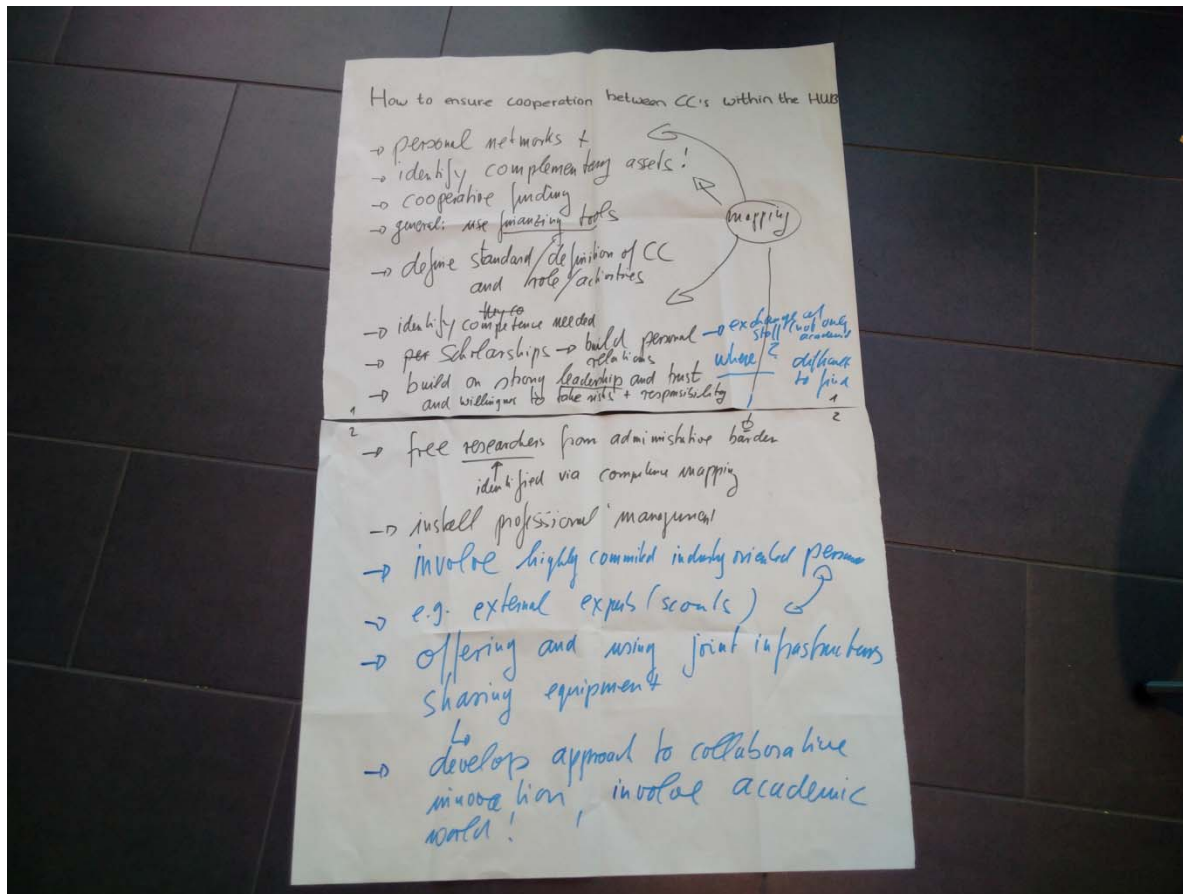 How to ensure cooperation between CC's within the HUB
→ personal networks +
→ identify complementary assets!
→ cooperative funding
→ general: use financing tools
mapping
→ define standard/definition of CC
and role/activities
→ identify competence needed
→ Scholarships → build personal → exchange of
relations
staff (not only
academic
where? difficult
to find
→ build on strong leadership and trust
and willingness to take risks + responsibility
1 1
2 2
→ free researchers from administrative barden
identified via competence mapping
→ install professional management
→ involve highly commited industry oriented persons
→ e.g. external experts (scouts)
→ offering and using joint infrastructures
sharing equipment
→ develop approach to collaborative
innovation, involve academic
world!